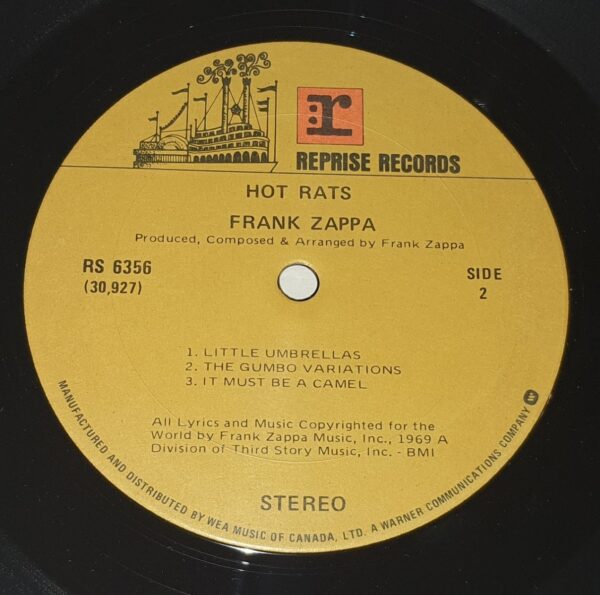 r
REPRISE RECORDS
HOT RATS
FRANK ZAPPA
Produced, Composed & Arranged by Frank Zappa
RS 6356
(30,927)
SIDE
2
1. LITTLE UMBRELLAS
2. THE GUMBO VARIATIONS
3. IT MUST BE A CAMEL
All Lyrics and Music Copyrighted for the
World by Frank Zappa Music, Inc., 1969 A
Division of Third Story Music, Inc. - BMI
STEREO
MANUFACTURED AND DISTRIBUTED BY WEA MUSIC OF CANADA, LTD. A WARNER COMMUNICATIONS COMPANY